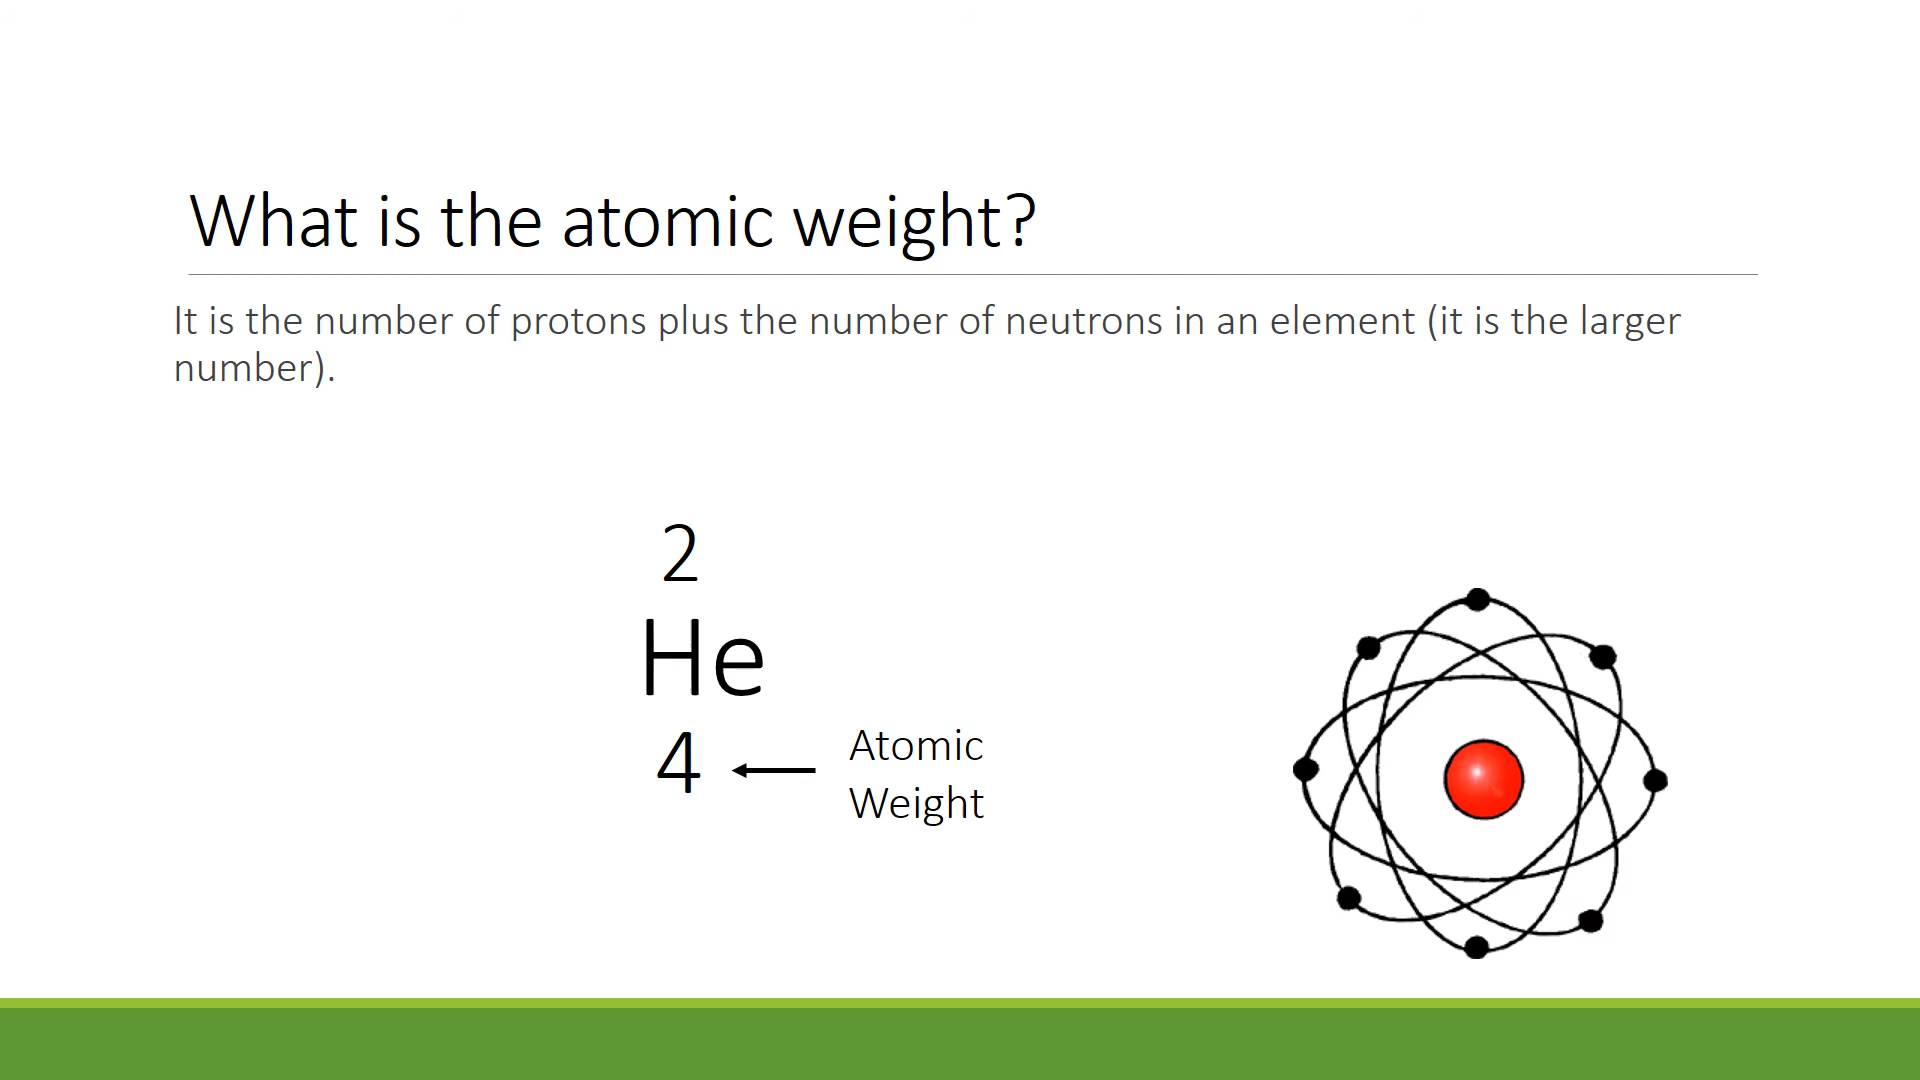 What is the atomic weight?
It is the number of protons plus the number of neutrons in an element (it is the larger
number).
2
He
4
Atomic
Weight